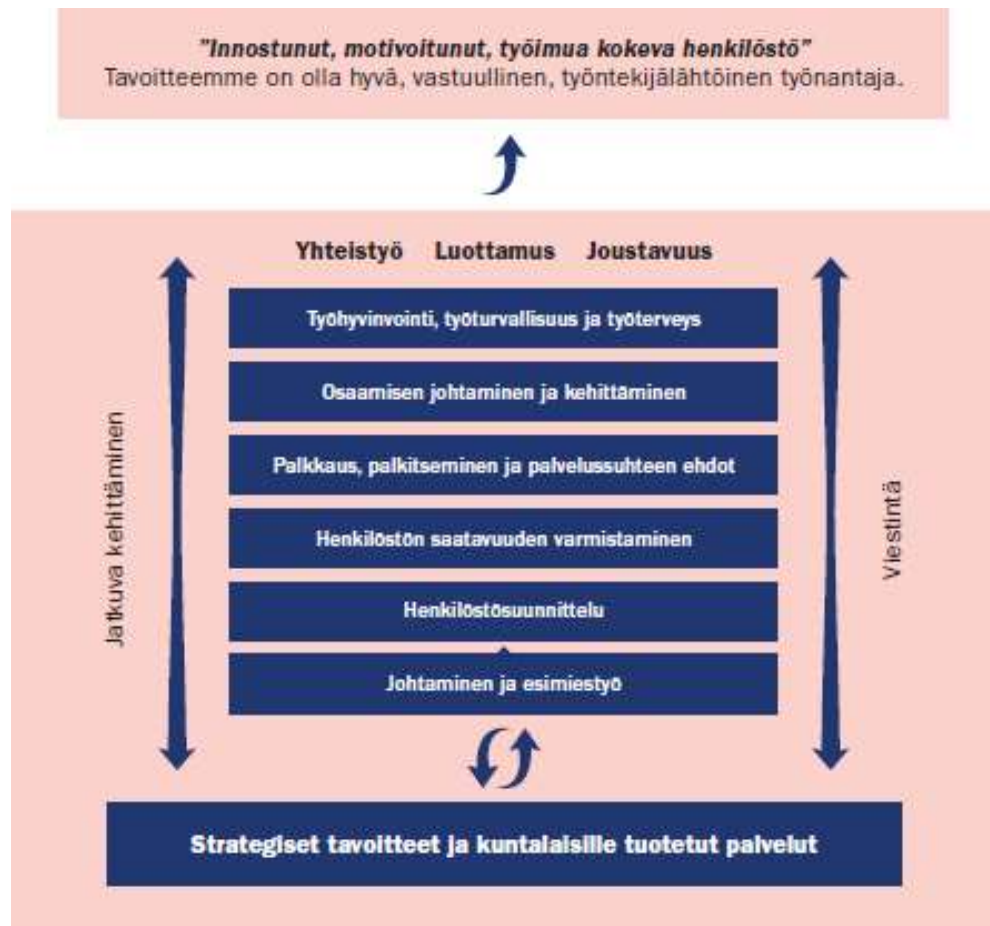 "Innostunut, motivoitunut, työimua kokeva henkilöstö"
Tavoitteemme on olla hyvä, vastuullinen, työntekijälähtöinen työnantaja.
Yhteistyö Luottamus Joustavuus
Työhyvinvointi, työturvallisuus ja työterveys
Osaamisen johtaminen ja kehittäminen
Palkkaus, palkitseminen ja palvelussuhteen ehdot
Henkilöstön saatavuuden varmistaminen
Henkilöstösuunnittelu
Johtaminen ja esimiestyö
Jatkuva kehittäminen
Viestintä
Strategiset tavoitteet ja kuntalaisille tuotetut palvelut